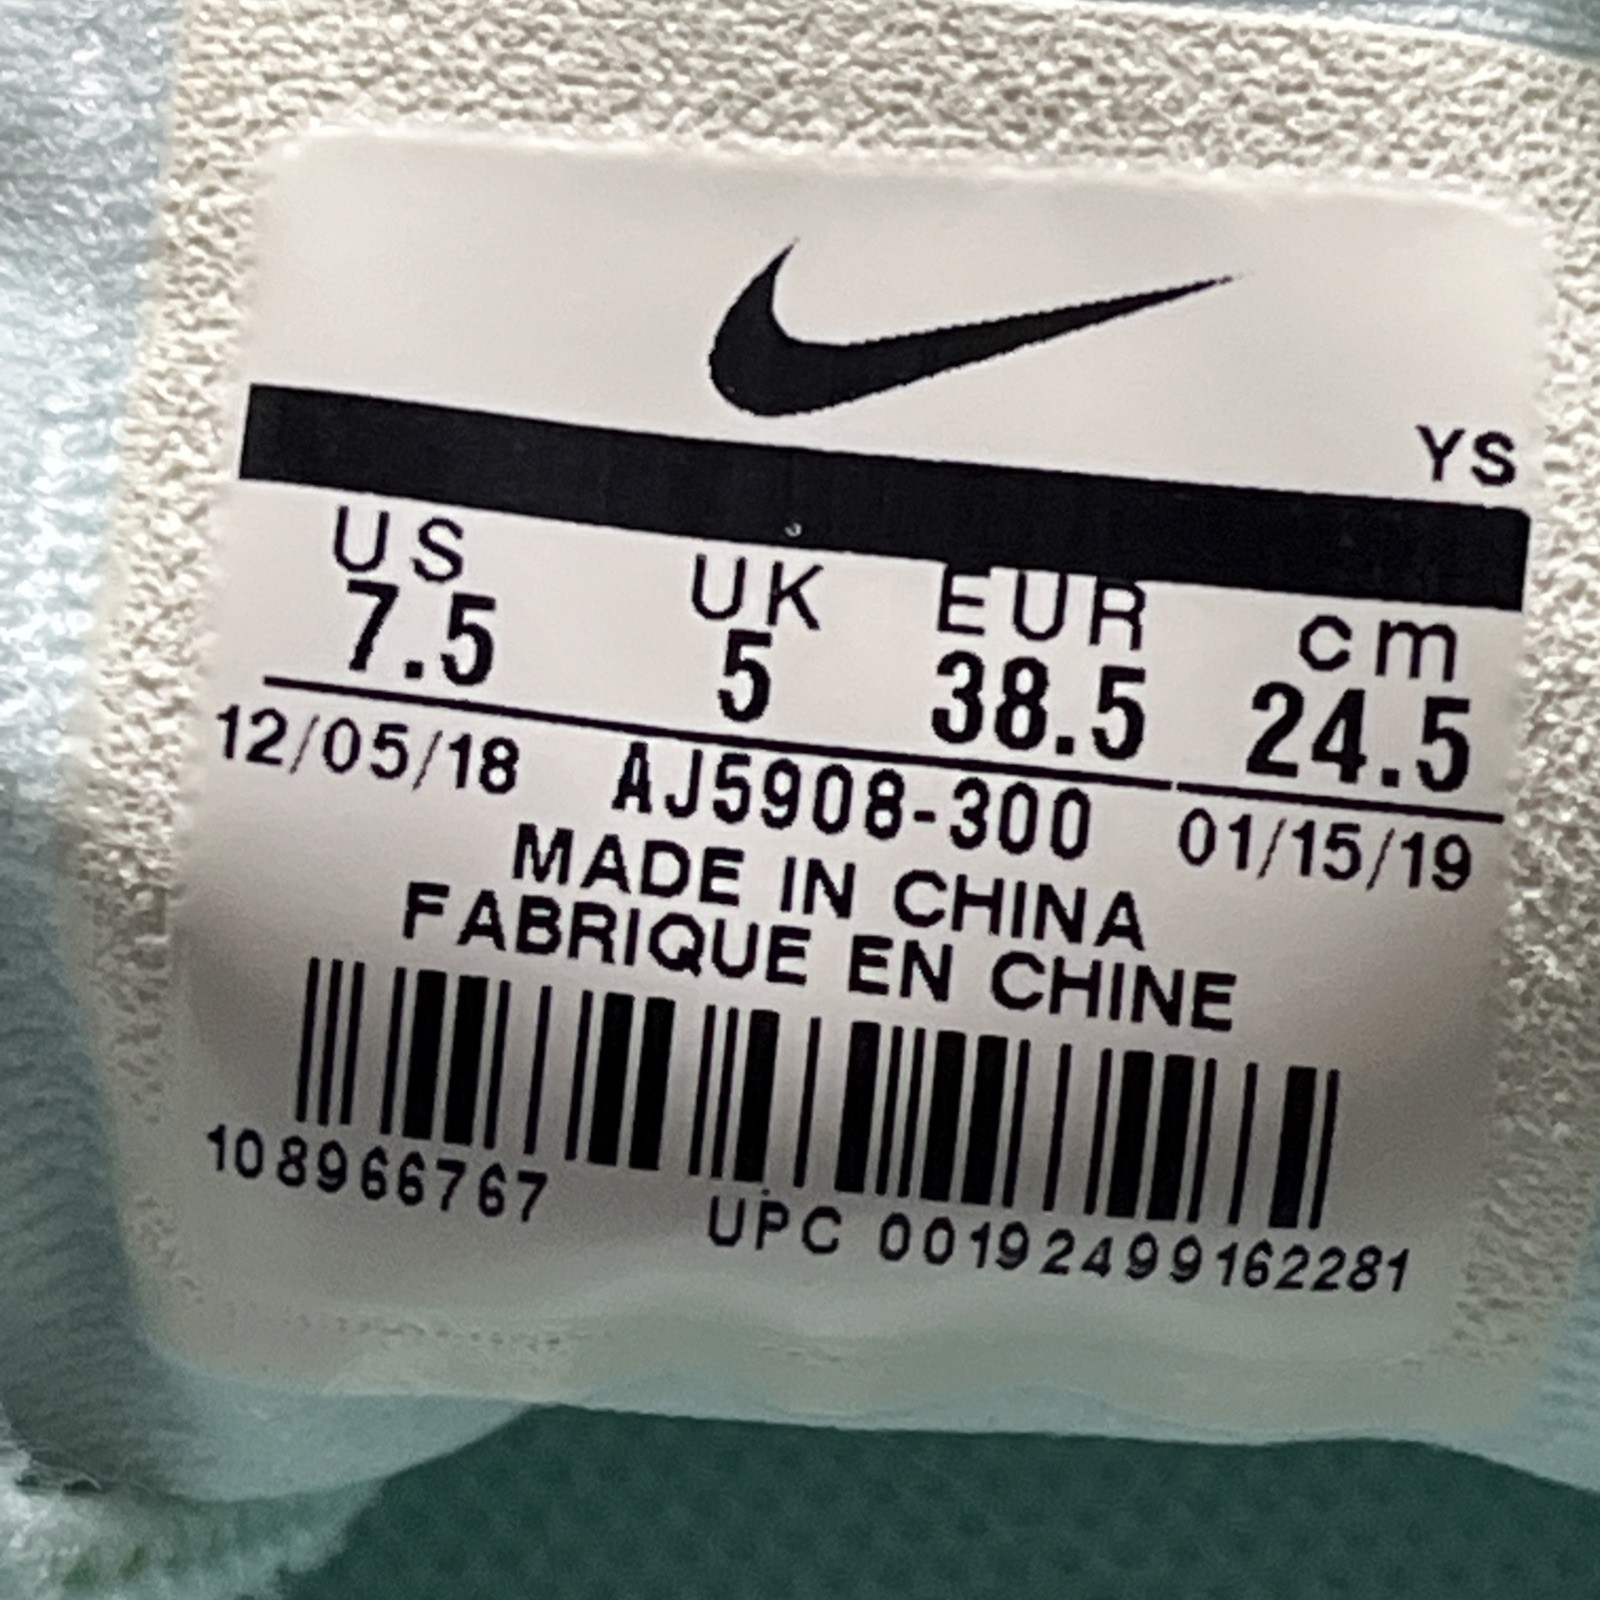 YS
US UK EUR cm
7.5 5 38.5 24.5
12/05/18 AJ5908-300 01/15/19
MADE IN CHINA
FABRIQUE EN CHINE
108966767 UPC 00192499162281